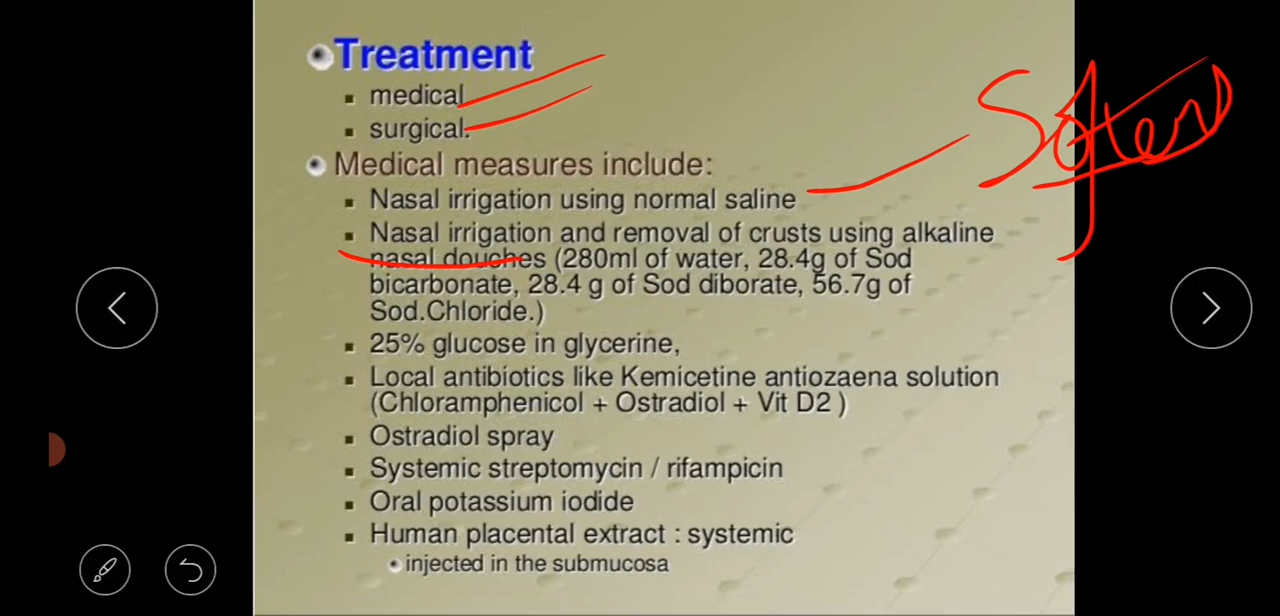 Treatment
medical
surgical.
Medical measures include:
Nasal irrigation using normal saline
Nasal irrigation and removal of crusts using alkaline
nasal douches (280ml of water, 28.4g of Sod
bicarbonate, 28.4 g of Sod diborate, 56.7g of
Sod.Chloride.)
25% glucose in glycerine,
Local antibiotics like Kemicetine antiozaena solution
(Chloramphenicol + Ostradiol + Vit D2 )
Ostradiol spray
Systemic streptomycin / rifampicin
Oral potassium iodide
Human placental extract : systemic
injected in the submucosa